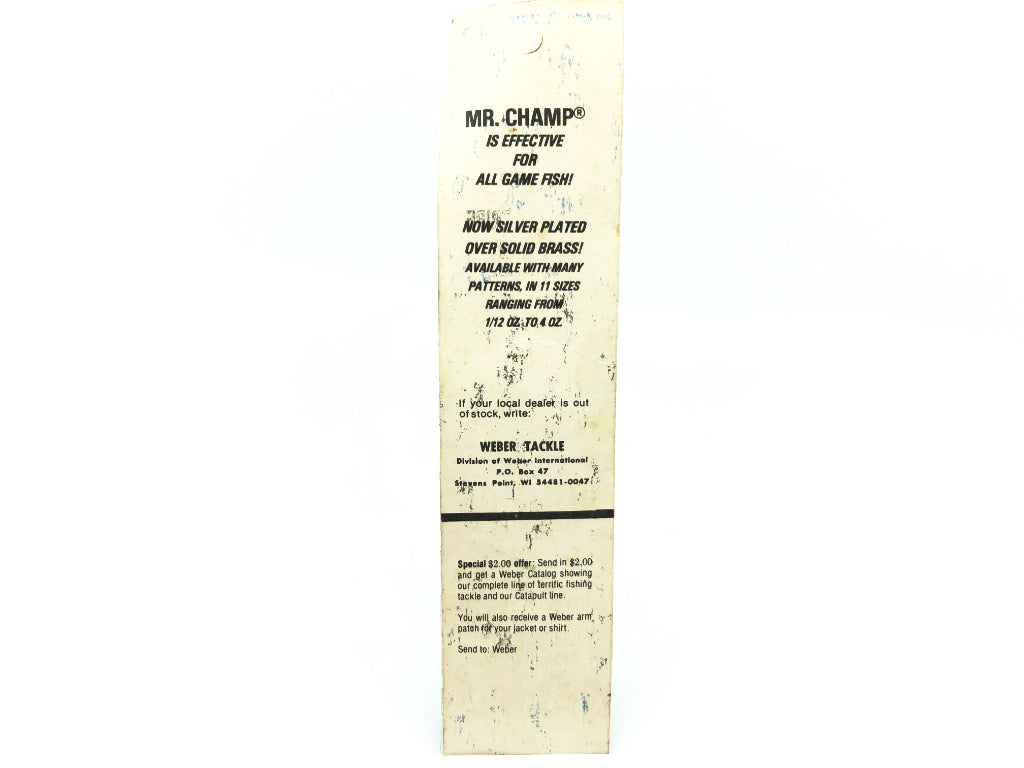 MR. CHAMP®
IS EFFECTIVE
FOR
ALL GAME FISH!
NOW SILVER PLATED
OVER SOLID BRASS!
AVAILABLE WITH MANY
PATTERNS, IN 11 SIZES
RANGING FROM
1/12 OZ. TO 4 OZ.
If your local dealer is out
of stock, write:
WEBER TACKLE
Division of Weber International
P.O. Box 47
Stevens Point, WI 54481-0047
Special $2.00 offer: Send in $2.00
and get a Weber Catalog showing
our complete line of terrific fishing
tackle and our Catapult line.
You will also receive a Weber arm
patch for your jacket or shirt.
Send to: Weber